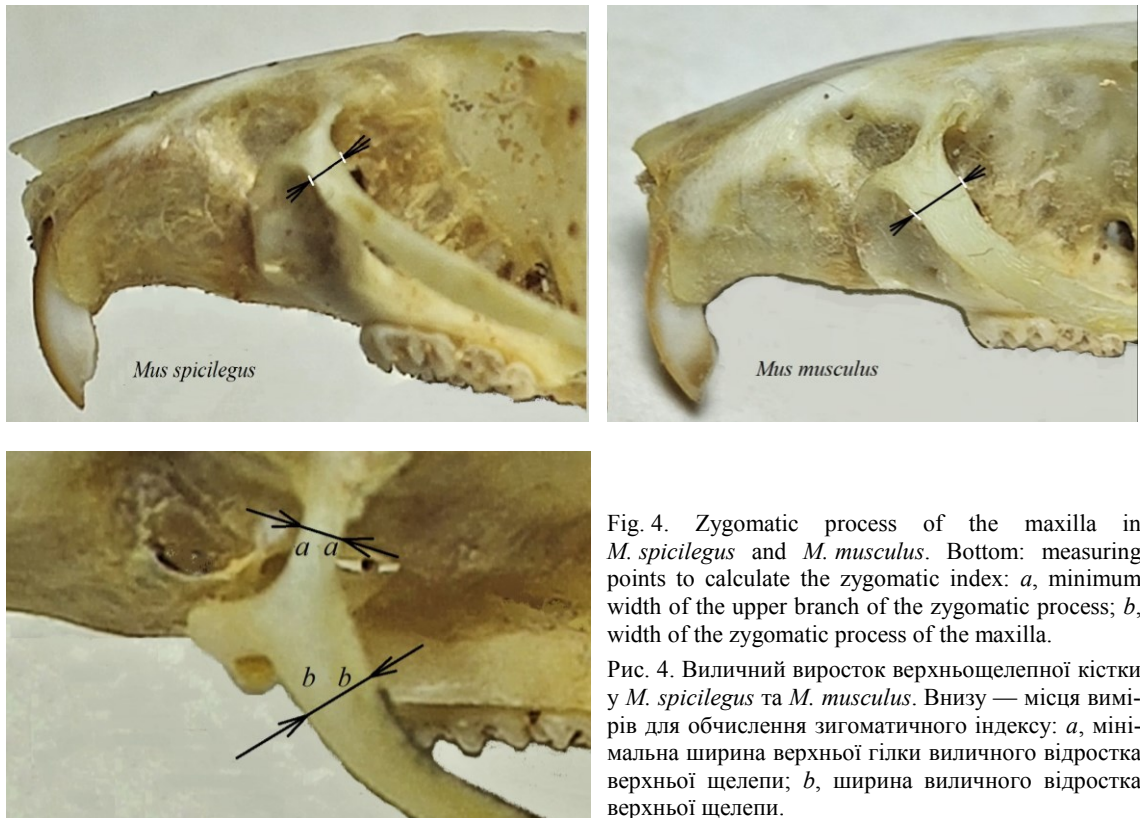 Mus spicilegus
Mus musculus
a a
b b
Fig. 4. Zygomatic process of the maxilla in
M. spicilegus and M. musculus. Bottom: measuring
points to calculate the zygomatic index: a, minimum
width of the upper branch of the zygomatic process; b,
width of the zygomatic process of the maxilla.
Рис. 4. Виличний виросток верхньощелепної кістки
у M. spicilegus та M. musculus. Внизу — місця вимі-
рів для обчислення зигоматичного індексу: a, міні-
мальна ширина верхньої гілки виличного відростка
верхньої щелепи; b, ширина виличного відростка
верхньої щелепи.